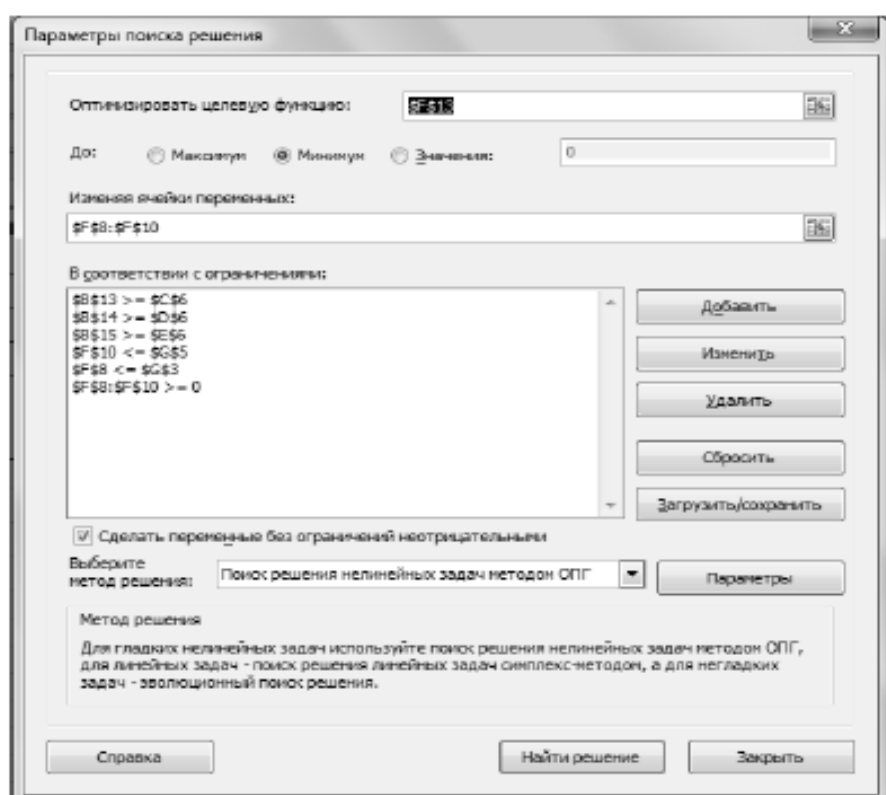 Параметры поиска решения
Оптимизировать целевую функцию: $F$13
До: Максимум Минимум Значения: 0
Изменяя ячейки переменных:
$F$8:$F$10
В соответствии с ограничениями:
$B$13 >= $C$6
$B$14 >= $D$6
$B$15 >= $E$6
$F$10 <= $G$5
$F$8 <= $G$3
$F$8:$F$10 >= 0
Добавить
Изменить
Удалить
Сбросить
Загрузить/сохранить
Сделать переменные без ограничений неотрицательными
Выберите
метод решения: Поиск решения нелинейных задач методом ОПГ Параметры
Метод решения
Для гладких нелинейных задач используйте поиск решения нелинейных задач методом ОПГ,
для линейных задач - поиск решения линейных задач симплекс-методом, а для негладких
задач - эволюционный поиск решения.
Справка Найти решение Закрыть